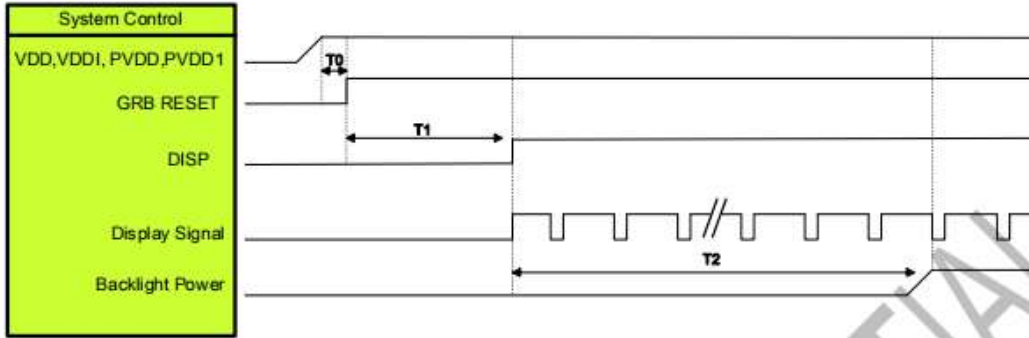 System Control
VDD,VDDI, PVDD,PVDD1
T0
GRB RESET
T1
DISP
Display Signal
T2
Backlight Power